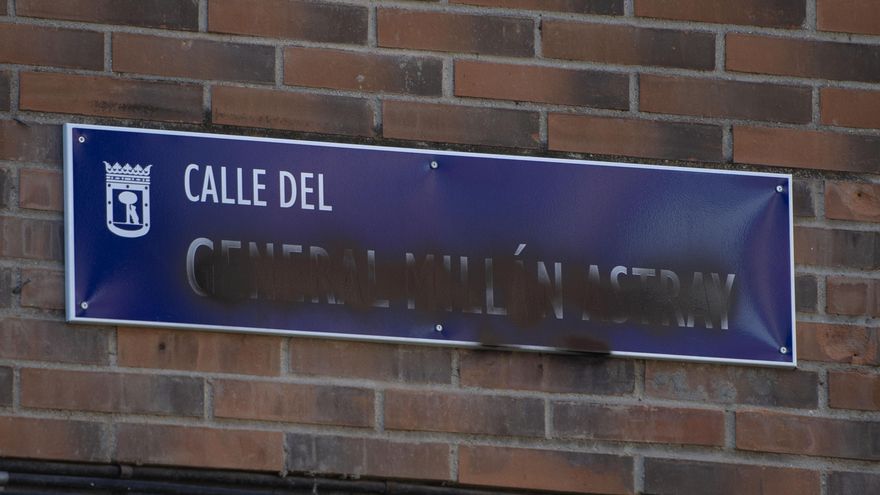 CALLE DEL
GENERAL MILLÁN ASTRAY